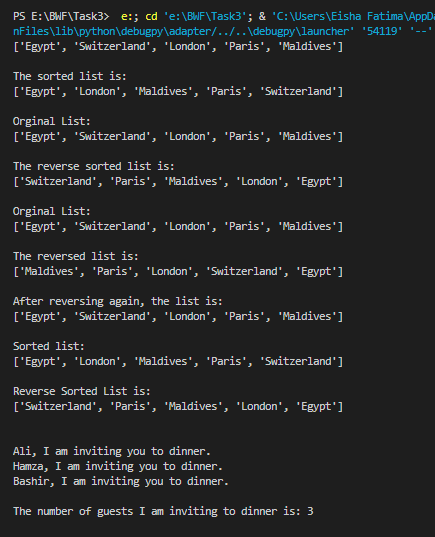 PS E:\BWF\Task3>  e:; cd 'e:\BWF\Task3'; & 'C:\Users\Eisha Fatima\AppDa
nFiles\lib\python\debugpy\adapter/../..\debugpy\launcher' '54119' '--'
['Egypt', 'Switzerland', 'London', 'Paris', 'Maldives']

The sorted list is:
['Egypt', 'London', 'Maldives', 'Paris', 'Switzerland']

Orginal List:
['Egypt', 'Switzerland', 'London', 'Paris', 'Maldives']

The reverse sorted list is:
['Switzerland', 'Paris', 'Maldives', 'London', 'Egypt']

Orginal List:
['Egypt', 'Switzerland', 'London', 'Paris', 'Maldives']

The reversed list is:
['Maldives', 'Paris', 'London', 'Switzerland', 'Egypt']

After reversing again, the list is:
['Egypt', 'Switzerland', 'London', 'Paris', 'Maldives']

Sorted list:
['Egypt', 'London', 'Maldives', 'Paris', 'Switzerland']

Reverse Sorted List is:
['Switzerland', 'Paris', 'Maldives', 'London', 'Egypt']


Ali, I am inviting you to dinner.
Hamza, I am inviting you to dinner.
Bashir, I am inviting you to dinner.

The number of guests I am inviting to dinner is: 3